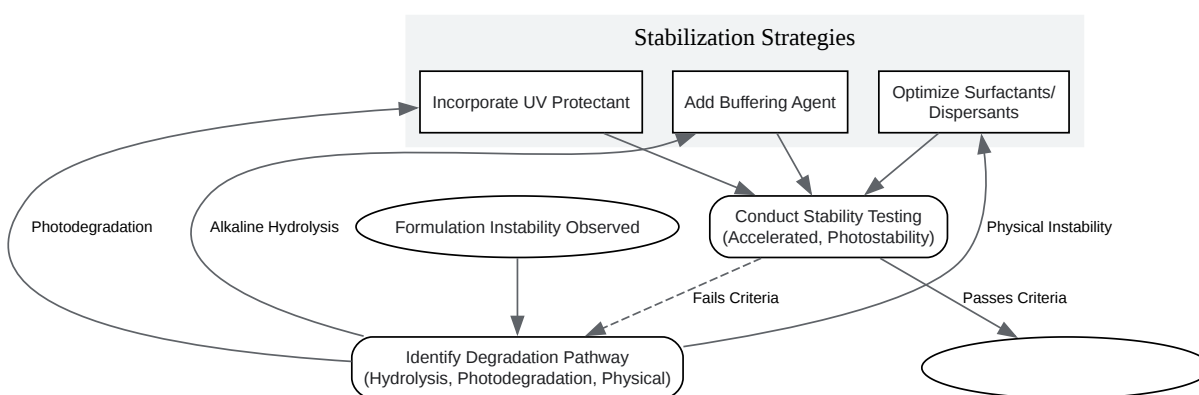 Stabilization Strategies
Incorporate UV Protectant
Add Buffering Agent
Optimize Surfactants/
Dispersants
Photodegradation
Alkaline Hydrolysis
Formulation Instability Observed
Conduct Stability Testing
(Accelerated, Photostability)
Physical Instability
Fails Criteria
Passes Criteria
Identify Degradation Pathway
(Hydrolysis, Photodegradation, Physical)